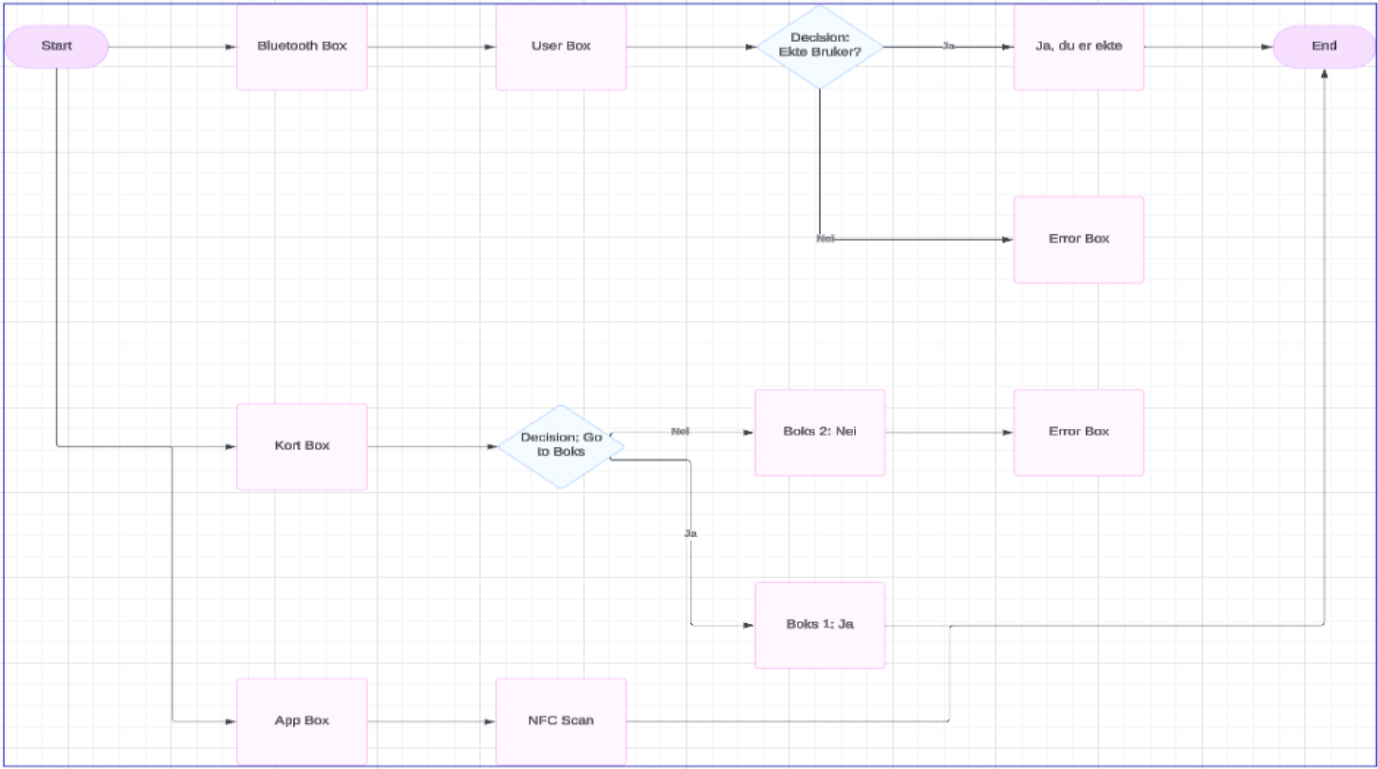 Start
Bluetooth Box
User Box
Decision:
Ekte Bruker?
Ja
Ja, du er ekte
End
Nei
Error Box
Kort Box
Decision; Go
to Boks
Nei
Boks 2: Nei
Error Box
Ja
Boks 1; Ja
App Box
NFC Scan